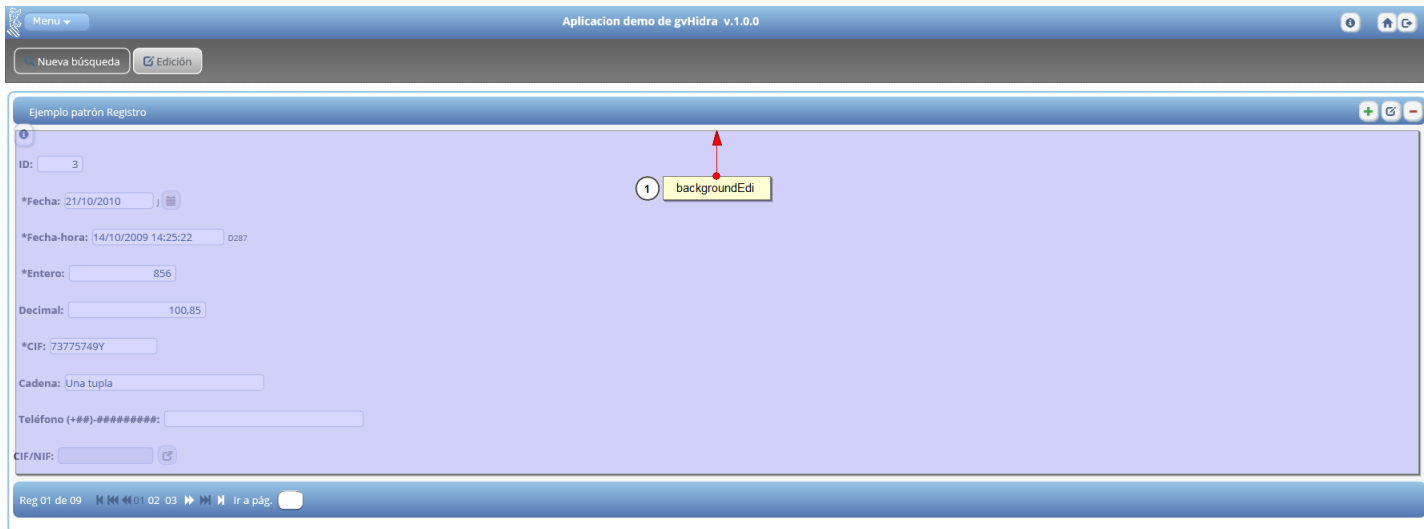 Menu Aplicacion demo de gvHidra v.1.0.0
Nueva búsqueda Edición
Ejemplo patrón Registro
ID: 3
1 backgroundEdi
*Fecha: 21/10/2010 J
*Fecha-hora: 14/10/2009 14:25:22 D287
*Entero: 856
Decimal: 100,85
*CIF: 73775749Y
Cadena: Una tupla
Teléfono (+##)-#########:
CIF/NIF:
Reg 01 de 09 01 02 03 Ir a pág.